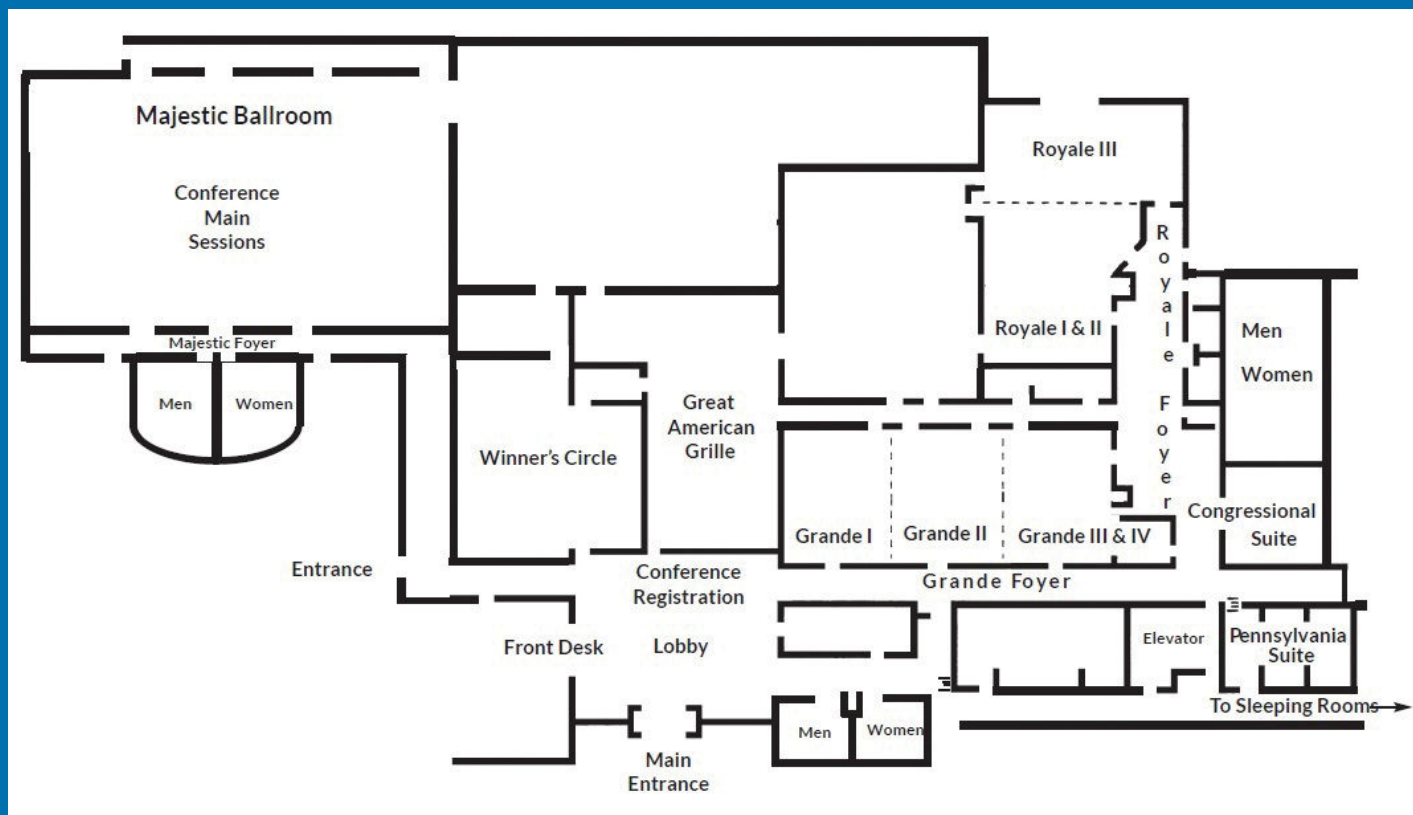 Majestic Ballroom
Conference
Main
Sessions
Majestic Foyer
Men
Women
Entrance
Winner's Circle
Great
American
Grille
Conference
Registration
Front Desk
Lobby
Main
Entrance
Men
Women
Royale III
Royale I & II
Royale Foyer
Men
Women
Grande I
Grande II
Grande III & IV
Congressional
Suite
Grande Foyer
Elevator
Pennsylvania
Suite
To Sleeping Rooms